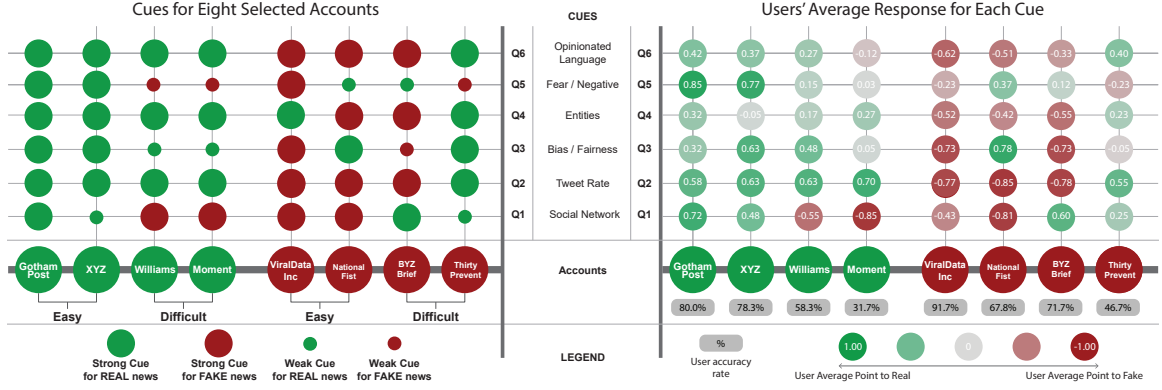 Cues for Eight Selected Accounts
CUES
Users' Average Response for Each Cue
Q6
Opinionated
Language
Q6
0.42 0.37 0.27 -0.12 -0.62 -0.51 -0.33 0.40
Q5
Fear / Negative
Q5
0.85 0.77 0.15 0.03 -0.23 0.37 0.12 -0.23
Q4
Entities
Q4
0.32 -0.05 0.17 0.27 -0.52 -0.42 -0.55 0.23
Q3
Bias / Fairness
Q3
0.32 0.63 0.48 0.05 -0.73 0.78 -0.73 -0.05
Q2
Tweet Rate
Q2
0.58 0.63 0.63 0.70 -0.77 -0.85 -0.78 0.55
Q1
Social Network
Q1
0.72 0.48 -0.55 -0.85 -0.43 -0.81 0.60 0.25
Gotham
Post
XYZ
Williams
Moment
ViralData
Inc
National
Fist
BYZ
Brief
Thirty
Prevent
Accounts
Gotham
Post
XYZ
Williams
Moment
ViralData
Inc
National
Fist
BYZ
Brief
Thirty
Prevent
Easy
Difficult
Easy
Difficult
80.0% 78.3% 58.3% 31.7% 91.7% 67.8% 71.7% 46.7%
Strong Cue
for REAL news
Strong Cue
for FAKE news
Weak Cue
for REAL news
Weak Cue
for FAKE news
LEGEND
%
User accuracy
rate
1.00
0
-1.00
User Average Point to Real
User Average Point to Fake